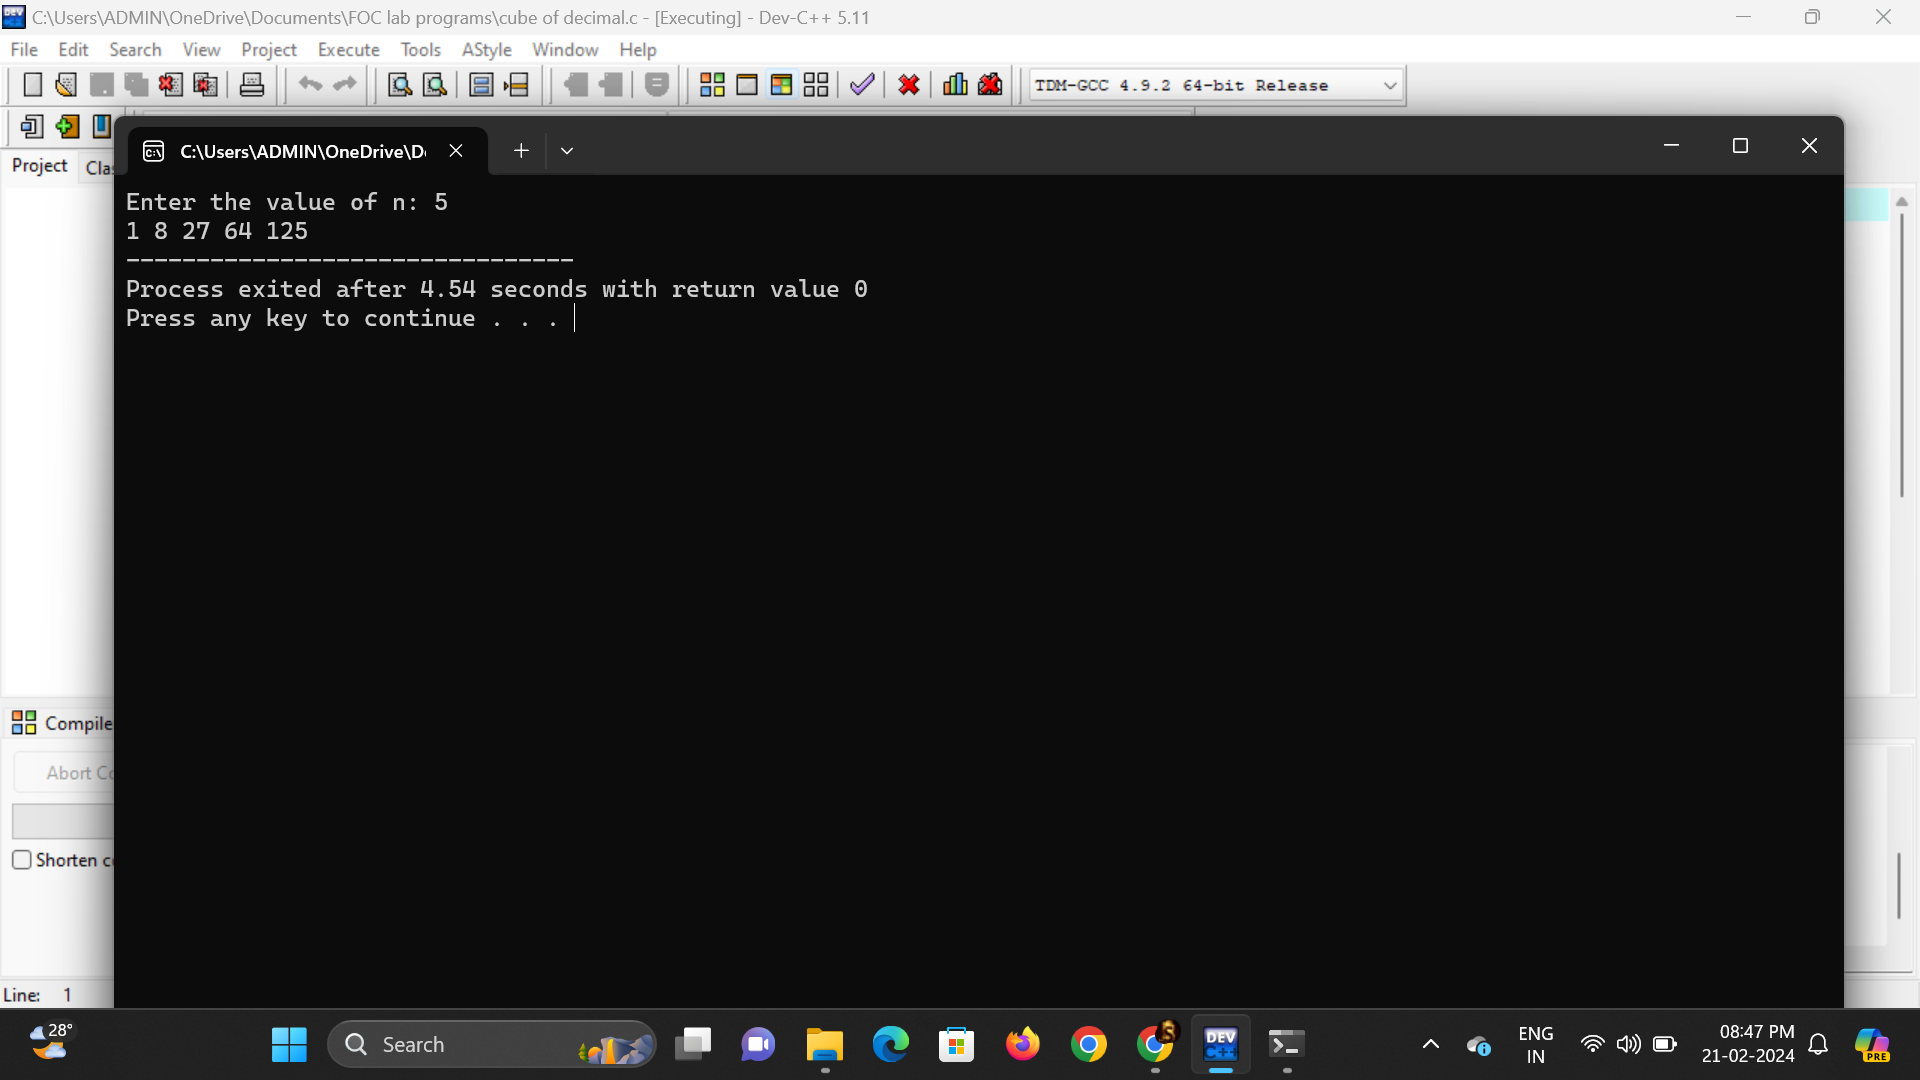 C:\Users\ADMIN\OneDrive\Documents\FOC lab programs\cube of decimal.c - [Executing] - Dev-C++ 5.11
File Edit Search View Project Execute Tools AStyle Window Help
TDM-GCC 4.9.2 64-bit Release
Project
C:\Users\ADMIN\OneDrive\D
Enter the value of n: 5
1 8 27 64 125
--------------------------------
Process exited after 4.54 seconds with return value 0
Press any key to continue . . .
Compile
Abort
Shorten
Line: 1
28°
Search
DEV
C++
ENG
IN
08:47 PM
21-02-2024
PRE